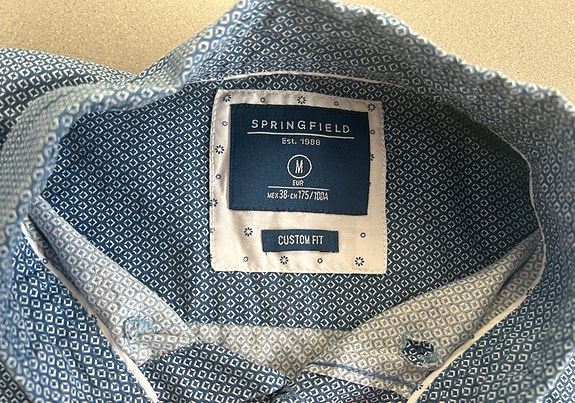 SPRINGFIELD
Est. 1988
M
EUR
MEX 38-CN 175/100A
CUSTOM FIT